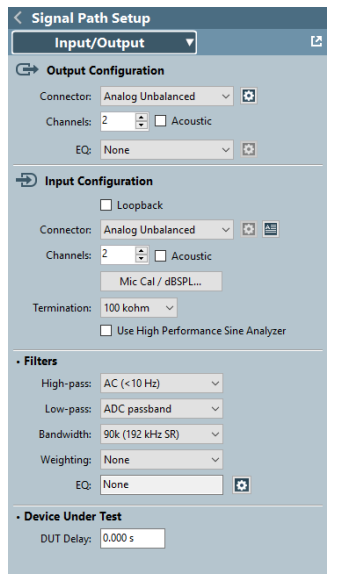 Signal Path Setup
Input/Output
Output Configuration
Connector: Analog Unbalanced
Channels: 2 Acoustic
EQ: None
Input Configuration
Loopback
Connector: Analog Unbalanced
Channels: 2 Acoustic
Mic Cal / dBSPL...
Termination: 100 kohm
Use High Performance Sine Analyzer
Filters
High-pass: AC (<10 Hz)
Low-pass: ADC passband
Bandwidth: 90k (192 kHz SR)
Weighting: None
EQ: None
Device Under Test
DUT Delay: 0.000 s